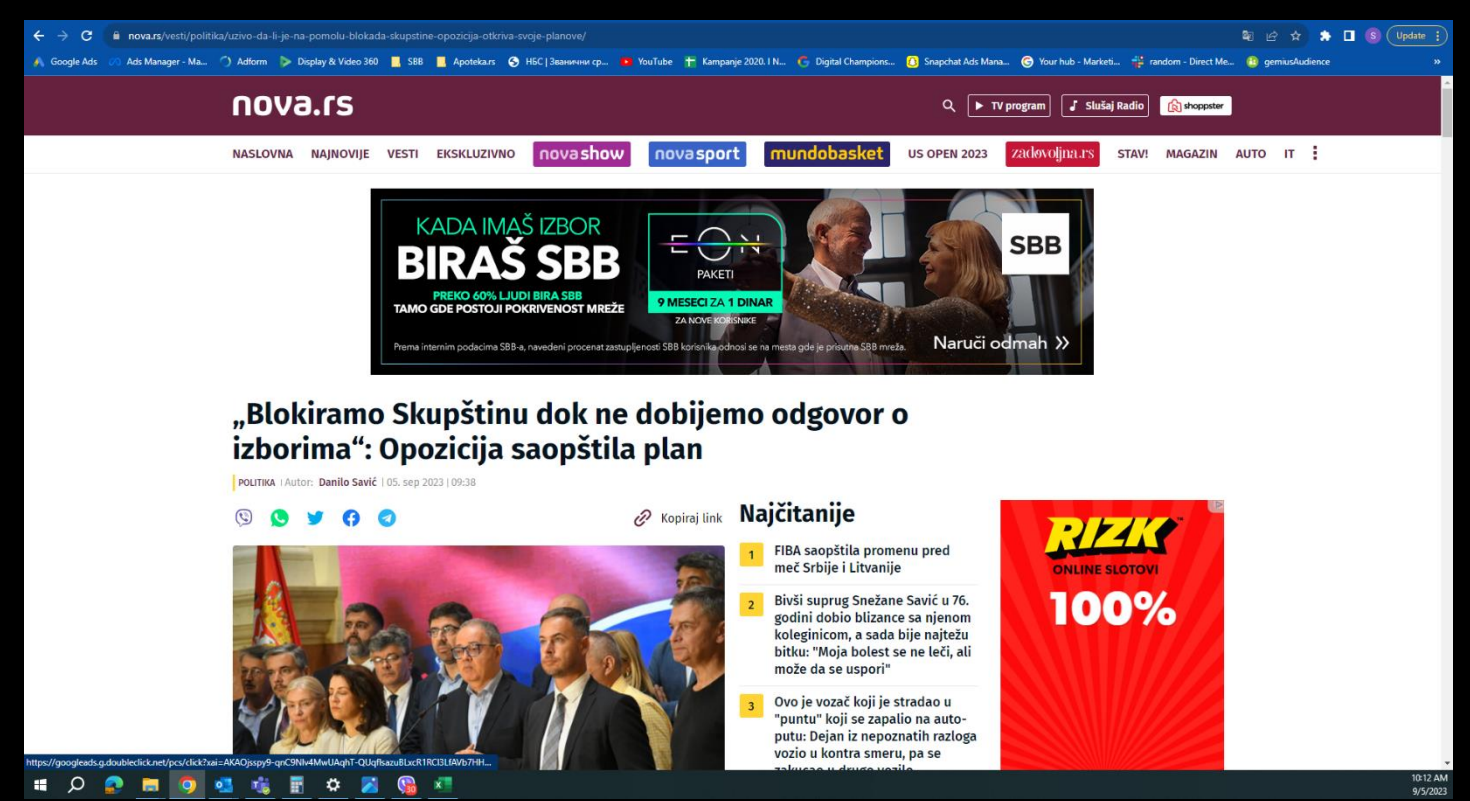 nova.rs/vesti/politika/uzivo-da-li-je-na-pomolu-blokada-skupstine-opozicija-otkriva-svoje-planove/
S
Update
Google Ads
Ads Manager - Ma...
Adform
Display & Video 360
SBB
Apoteka.rs
НБС | Званични ср...
YouTube
Kampanje 2020. I N...
Digital Champions...
Snapchat Ads Mana...
Your hub - Marketi...
random - Direct Me...
gemiusAudience
»
nova.rs
TV program
Slušaj Radio
shoppster
NASLOVNA NAJNOVIJE VESTI EKSKLUZIVNO novashow novasport mundobasket US OPEN 2023 zadovoljna.rs STAV! MAGAZIN AUTO IT
KADA IMAŠ IZBOR
BIRAŠ SBB
PREKO 60% LJUDI BIRA SBB
TAMO GDE POSTOJI POKRIVENOST MREŽE
EON
PAKETI
9 MESECI ZA 1 DINAR
ZA NOVE KORISNIKE
SBB
Prema internim podacima SBB-a, navedeni procenat zastupljenosti SBB korisnika odnosi se na mesta gde je prisutna SBB mreža.
Naruči odmah »
„Blokiramo Skupštinu dok ne dobijemo odgovor o
izborima“: Opozicija saopštila plan
POLITIKA | Autor: Danilo Savić | 05. sep 2023 | 09:38
Kopiraj link
Najčitanije
1
FIBA saopštila promenu pred
meč Srbije i Litvanije
2
Bivši suprug Snežane Savić u 76.
godini dobio blizance sa njenom
koleginicom, a sada bije najtežu
bitku: "Moja bolest se ne leči, ali
može da se uspori"
3
Ovo je vozač koji je stradao u
"puntu" koji se zapalio na auto-
putu: Dejan iz nepoznatih razloga
vozio u kontra smeru, pa se
RIZK
ONLINE SLOTOVI
100%
30
10:12 AM
9/5/2023